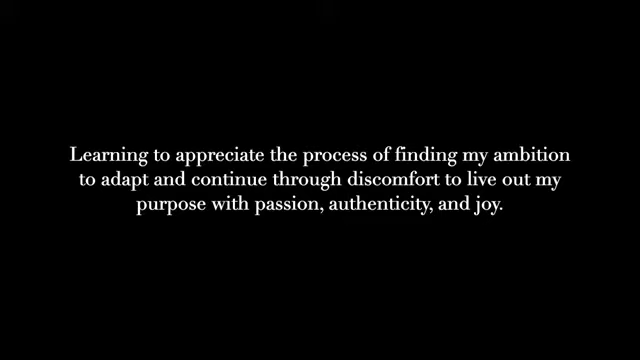 Learning to appreciate the process of finding my ambition
to adapt and continue through discomfort to live out my
purpose with passion, authenticity, and joy.